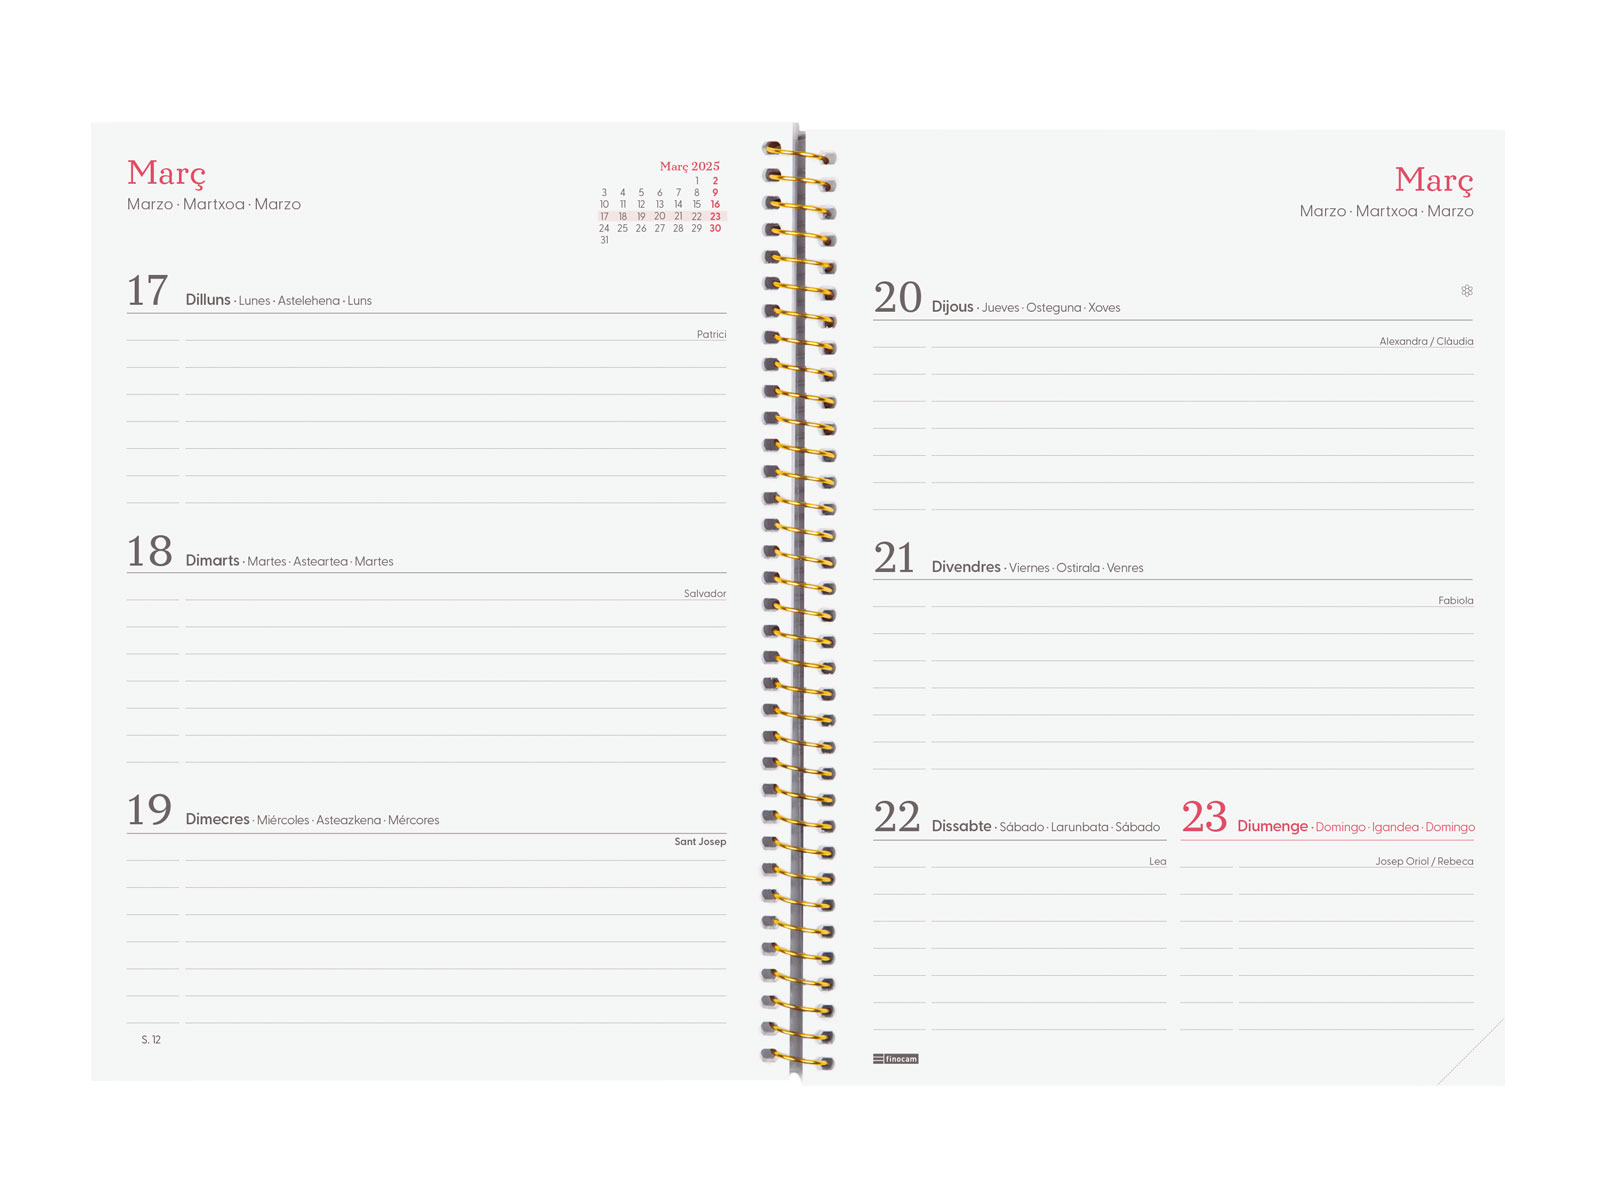 Març
Marzo · Martxoa · Marzo
Març 2025
1 2
3 4 5 6 7 8 9
10 11 12 13 14 15 16
17 18 19 20 21 22 23
24 25 26 27 28 29 30
31
17 Dilluns · Lunes · Astelehena · Luns
Patrici
18 Dimarts · Martes · Asteartea · Martes
Salvador
19 Dimecres · Miércoles · Asteazkena · Mércores
Sant Josep
S. 12
Març
Marzo · Martxoa · Marzo
20 Dijous · Jueves · Osteguna · Xoves
Alexandra / Clàudia
21 Divendres · Viernes · Ostirala · Venres
Fabiola
22 Dissabte · Sábado · Larunbata · Sábado
Lea
23 Diumenge · Domingo · Igandea · Domingo
Josep Oriol / Rebeca
finocam